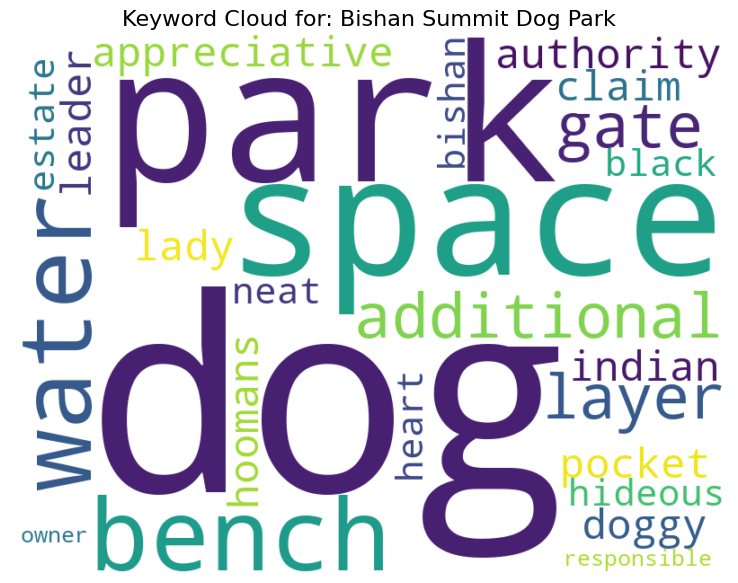 Keyword Cloud for: Bishan Summit Dog Park
appreciative
authority
estate
leader
park
bishan
claim
gate
black
space
water
lady
neat
additional
dog
hoomans
heart
indian
layer
pocket
hideous
bench
doggy
owner
responsible